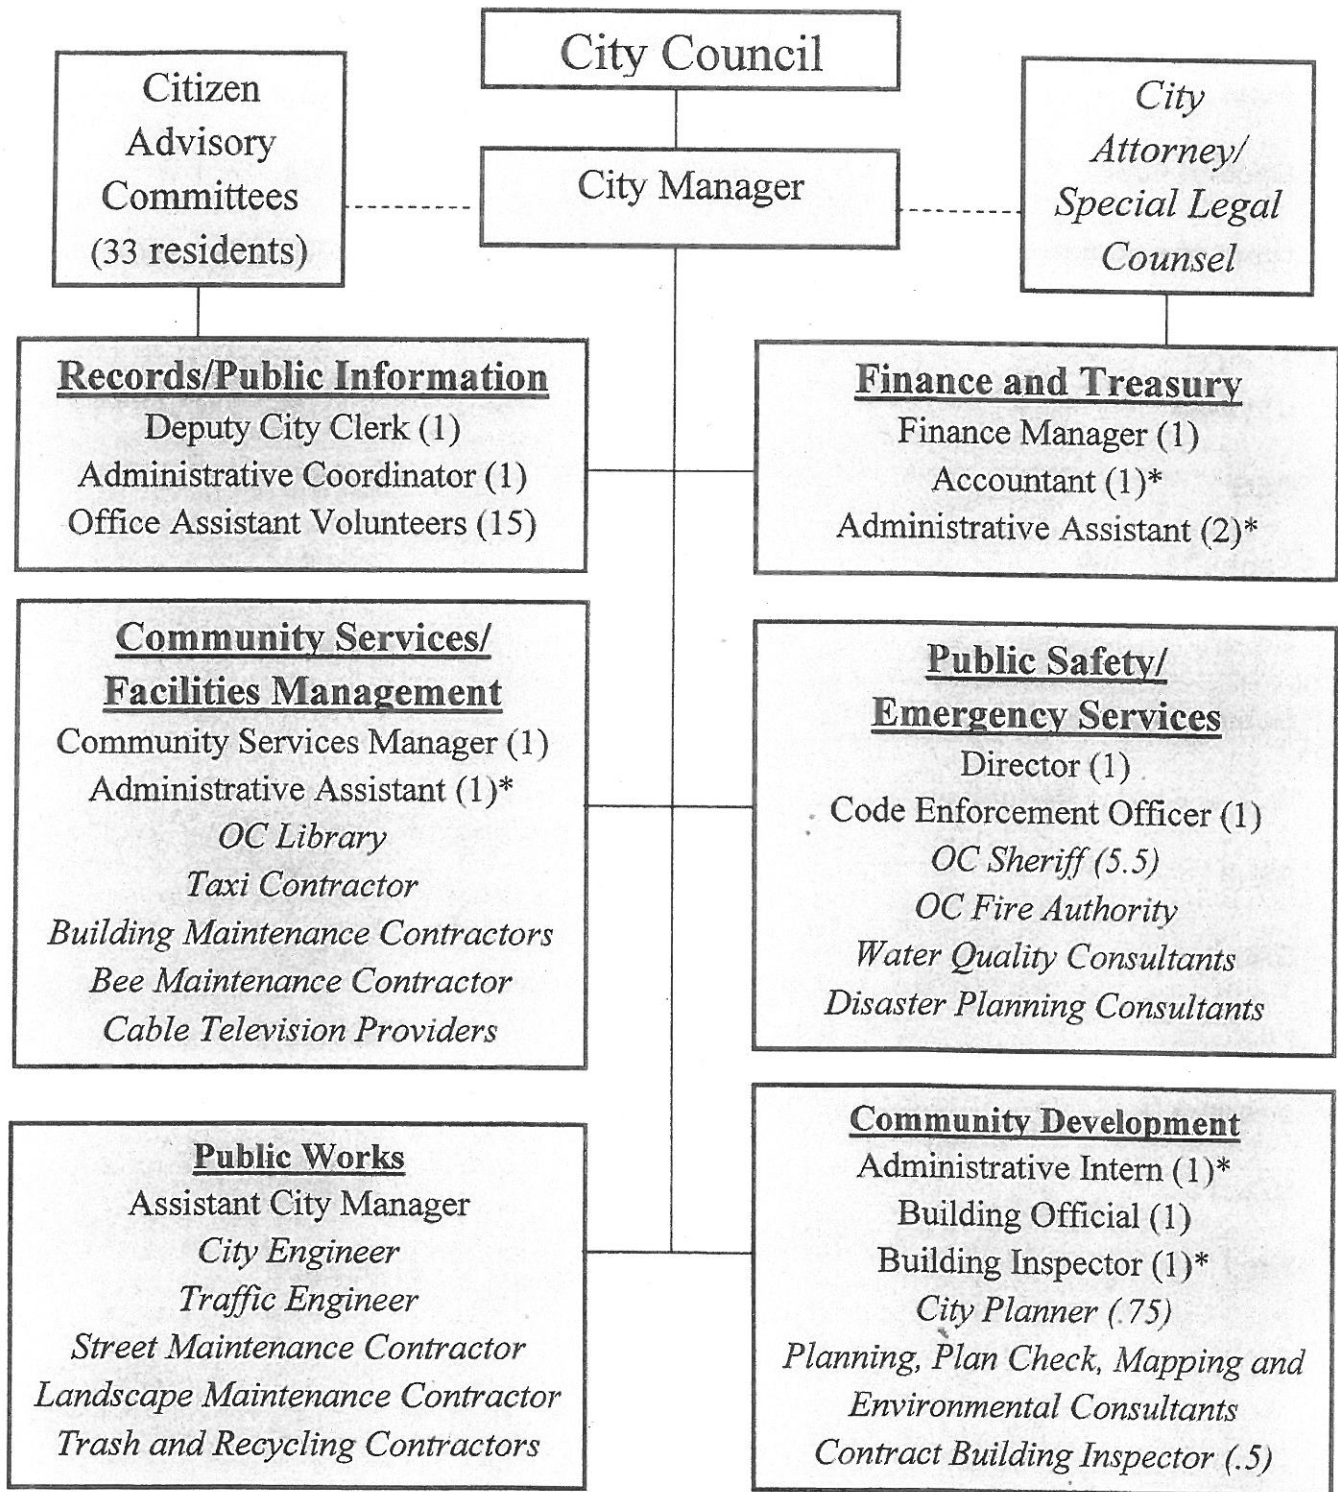 City Council
Citizen
Advisory
Committees
(33 residents)
City Manager
City
Attorney/
Special Legal
Counsel
Records/Public Information
Deputy City Clerk (1)
Administrative Coordinator (1)
Office Assistant Volunteers (15)
Finance and Treasury
Finance Manager (1)
Accountant (1)*
Administrative Assistant (2)*
Community Services/
Facilities Management
Community Services Manager (1)
Administrative Assistant (1)*
OC Library
Taxi Contractor
Building Maintenance Contractors
Bee Maintenance Contractor
Cable Television Providers
Public Safety/
Emergency Services
Director (1)
Code Enforcement Officer (1)
OC Sheriff (5.5)
OC Fire Authority
Water Quality Consultants
Disaster Planning Consultants
Public Works
Assistant City Manager
City Engineer
Traffic Engineer
Street Maintenance Contractor
Landscape Maintenance Contractor
Trash and Recycling Contractors
Community Development
Administrative Intern (1)*
Building Official (1)
Building Inspector (1)*
City Planner (.75)
Planning, Plan Check, Mapping and
Environmental Consultants
Contract Building Inspector (.5)